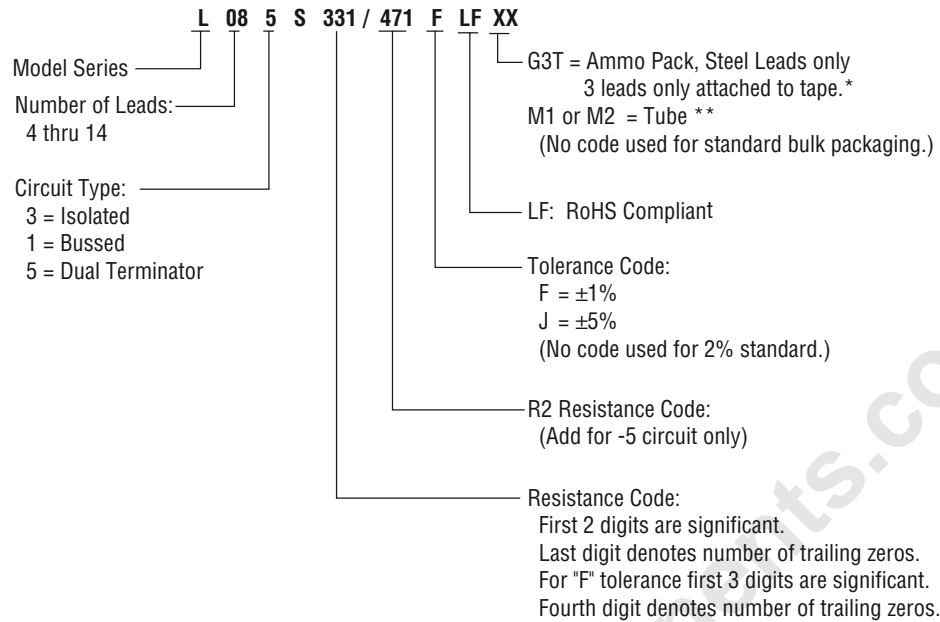 L 08 5 S 331 / 471 F LF XX
Model Series
Number of Leads:
4 thru 14
Circuit Type:
3 = Isolated
1 = Bussed
5 = Dual Terminator
G3T = Ammo Pack, Steel Leads only
3 leads only attached to tape.*
M1 or M2 = Tube **
(No code used for standard bulk packaging.)
LF: RoHS Compliant
Tolerance Code:
F = ±1%
J = ±5%
(No code used for 2% standard.)
R2 Resistance Code:
(Add for -5 circuit only)
Resistance Code:
First 2 digits are significant.
Last digit denotes number of trailing zeros.
For "F" tolerance first 3 digits are significant.
Fourth digit denotes number of trailing zeros.